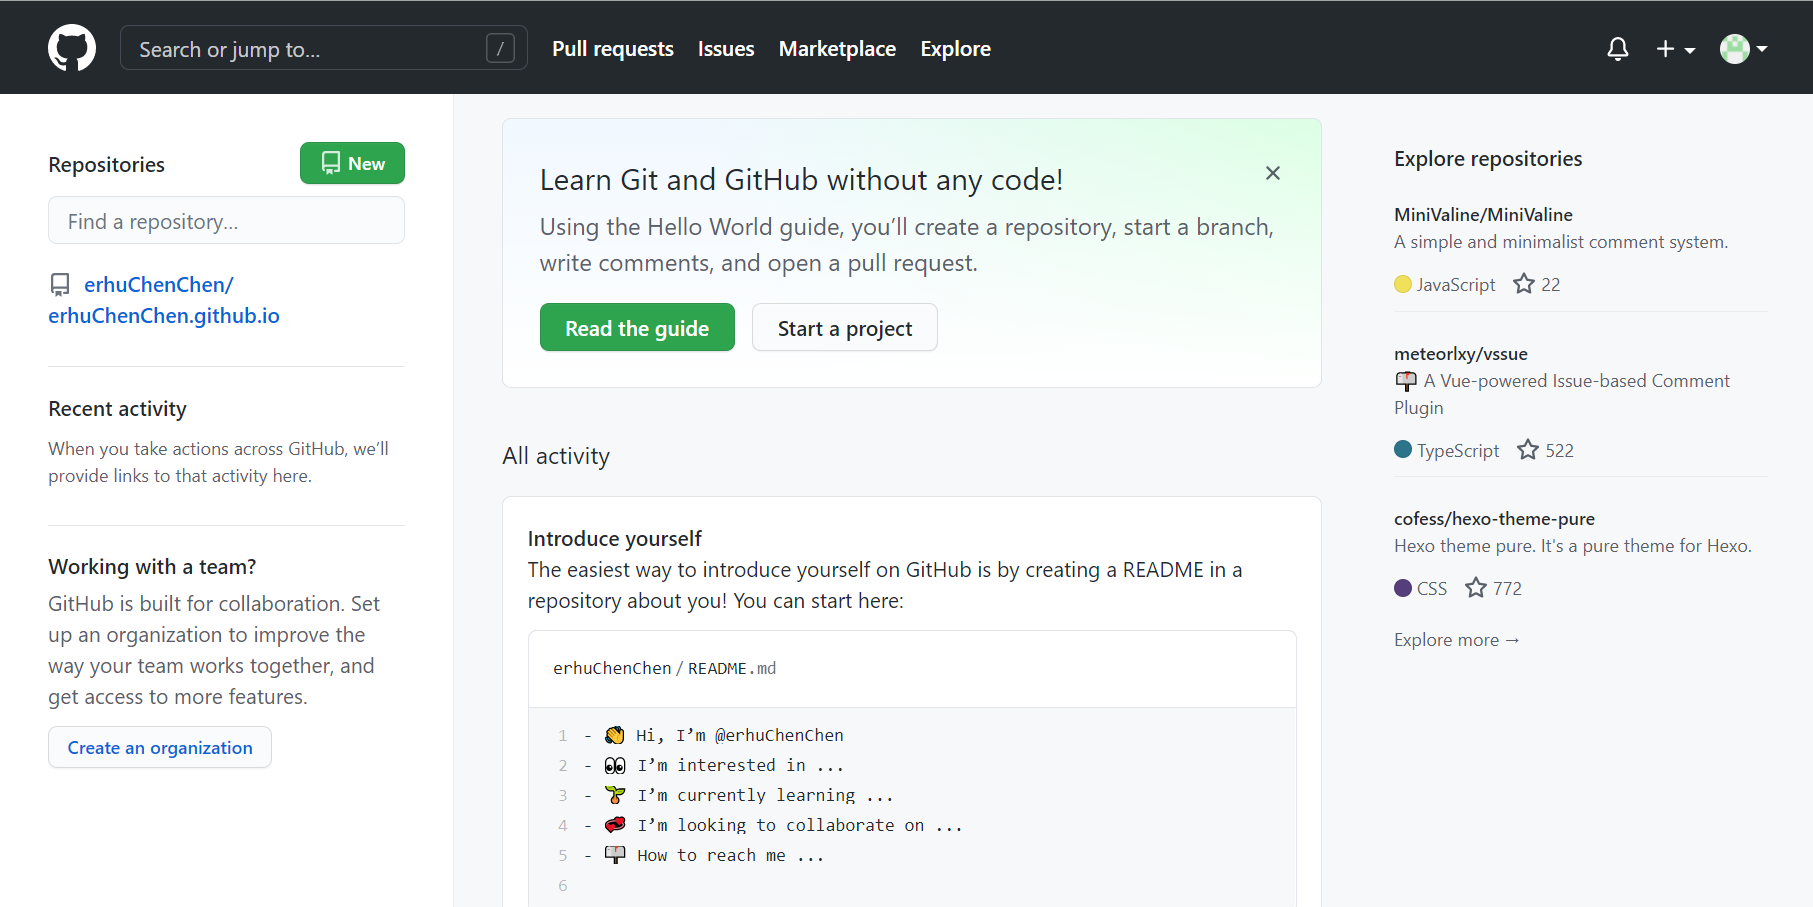 Search or jump to...
/
Pull requests
Issues
Marketplace
Explore
Repositories
New
Find a repository...
erhuChenChen/
erhuChenChen.github.io
Recent activity
When you take actions across GitHub, we’ll
provide links to that activity here.
Working with a team?
GitHub is built for collaboration. Set
up an organization to improve the
way your team works together, and
get access to more features.
Create an organization
Learn Git and GitHub without any code!
Using the Hello World guide, you’ll create a repository, start a branch,
write comments, and open a pull request.
Read the guide
Start a project
All activity
Introduce yourself
The easiest way to introduce yourself on GitHub is by creating a README in a
repository about you! You can start here:
erhuChenChen / README.md
1 - 👋 Hi, I’m @erhuChenChen
2 - 👀 I’m interested in ...
3 - 🌱 I’m currently learning ...
4 - 💞️ I’m looking to collaborate on ...
5 - 📫 How to reach me ...
6
Explore repositories
MiniValine/MiniValine
A simple and minimalist comment system.
JavaScript 22
meteorlxy/vssue
📫 A Vue-powered Issue-based Comment
Plugin
TypeScript 522
cofess/hexo-theme-pure
Hexo theme pure. It's a pure theme for Hexo.
CSS 772
Explore more →